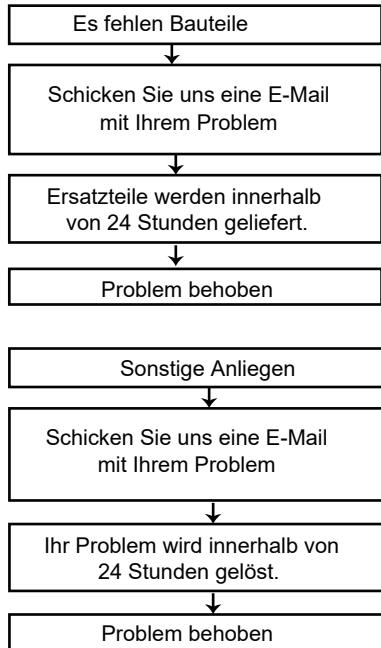 Es fehlen Bauteile
Schicken Sie uns eine E-Mail
mit Ihrem Problem
Ersatzteile werden innerhalb
von 24 Stunden geliefert.
Problem behoben
Sonstige Anliegen
Schicken Sie uns eine E-Mail
mit Ihrem Problem
Ihr Problem wird innerhalb von
24 Stunden gelöst.
Problem behoben